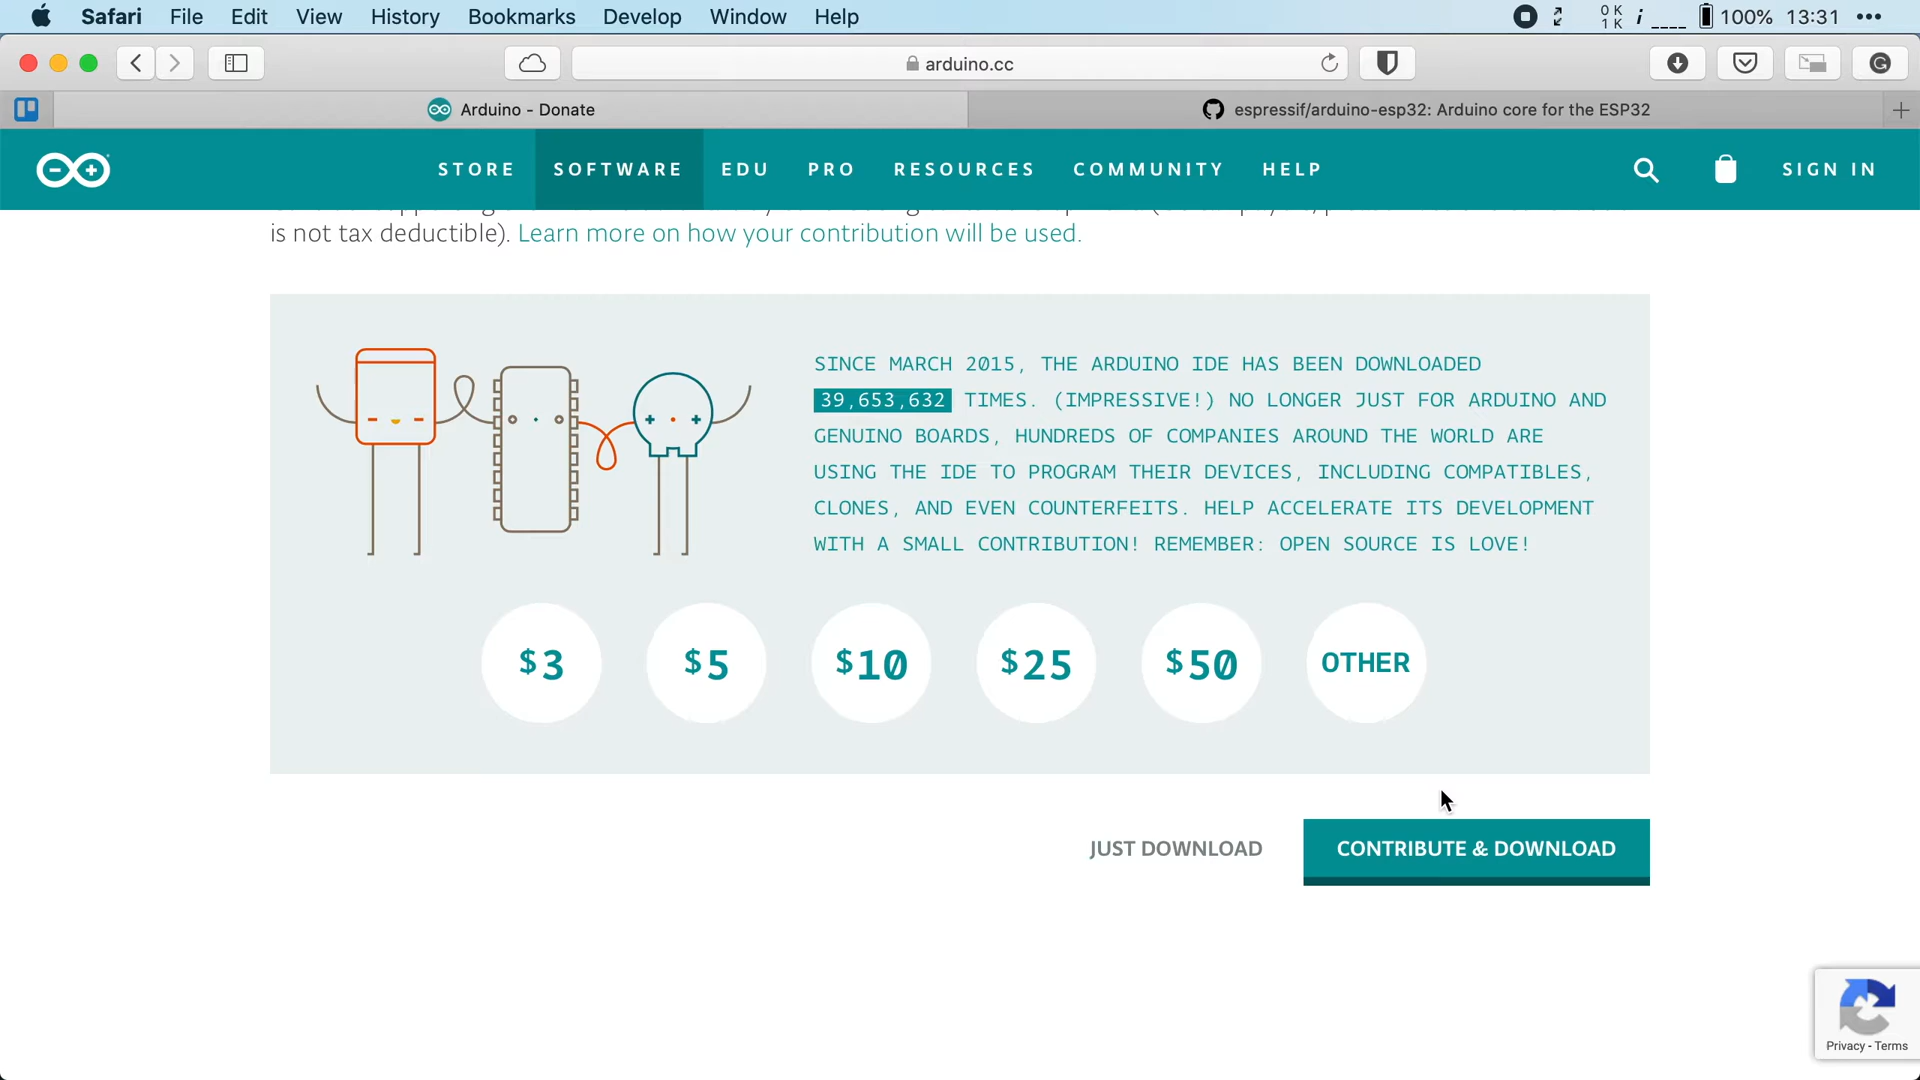 Safari File Edit View History Bookmarks Develop Window Help 0 K 1 K i 100% 13:31
arduino.cc
Arduino - Donate espressif/arduino-esp32: Arduino core for the ESP32
STORE SOFTWARE EDU PRO RESOURCES COMMUNITY HELP SIGN IN
is not tax deductible). Learn more on how your contribution will be used.
SINCE MARCH 2015, THE ARDUINO IDE HAS BEEN DOWNLOADED
39,653,632 TIMES. (IMPRESSIVE!) NO LONGER JUST FOR ARDUINO AND
GENUINO BOARDS, HUNDREDS OF COMPANIES AROUND THE WORLD ARE
USING THE IDE TO PROGRAM THEIR DEVICES, INCLUDING COMPATIBLES,
CLONES, AND EVEN COUNTERFEITS. HELP ACCELERATE ITS DEVELOPMENT
WITH A SMALL CONTRIBUTION! REMEMBER: OPEN SOURCE IS LOVE!
$3 $5 $10 $25 $50 OTHER
JUST DOWNLOAD CONTRIBUTE & DOWNLOAD
Privacy - Terms